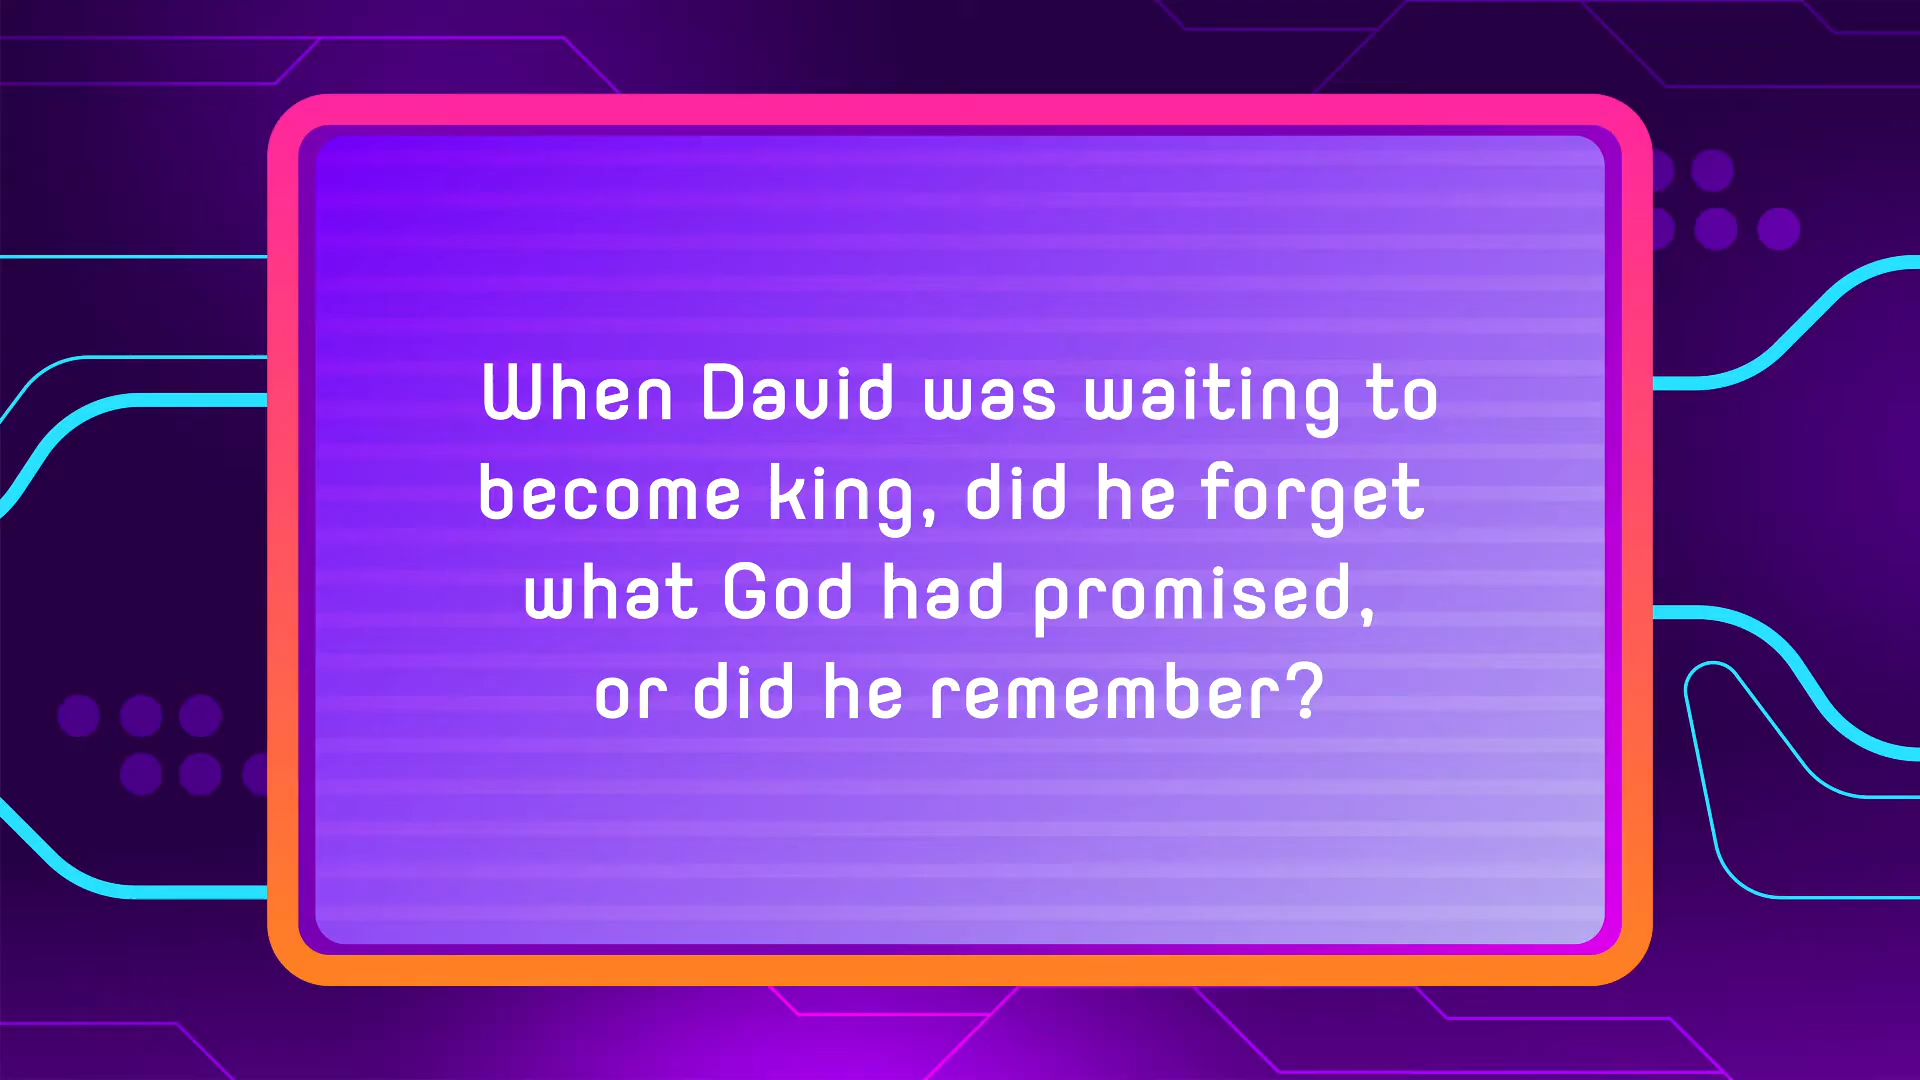 When David was waiting to
become king, did he forget
what God had promised,
or did he remember?